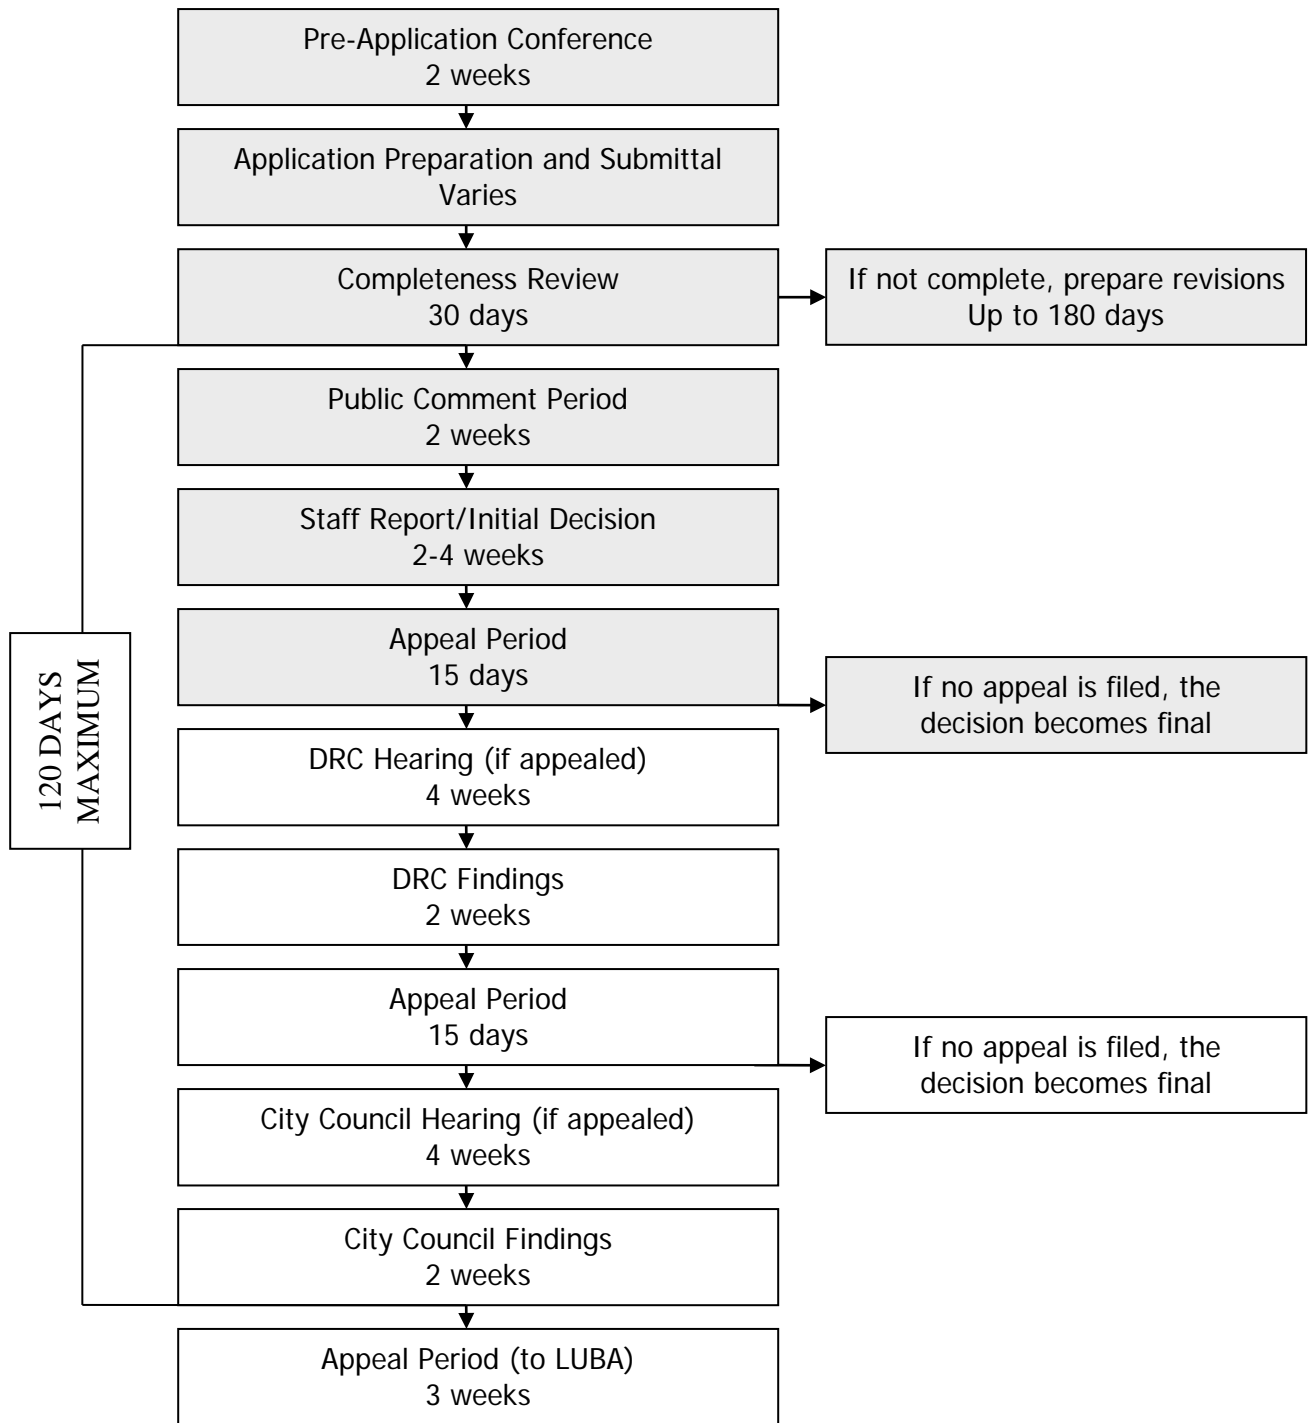 Pre-Application Conference
2 weeks
Application Preparation and Submittal
Varies
Completeness Review
30 days
If not complete, prepare revisions
Up to 180 days
Public Comment Period
2 weeks
Staff Report/Initial Decision
2-4 weeks
Appeal Period
15 days
If no appeal is filed, the
decision becomes final
120 DAYS
MAXIMUM
DRC Hearing (if appealed)
4 weeks
DRC Findings
2 weeks
Appeal Period
15 days
If no appeal is filed, the
decision becomes final
City Council Hearing (if appealed)
4 weeks
City Council Findings
2 weeks
Appeal Period (to LUBA)
3 weeks